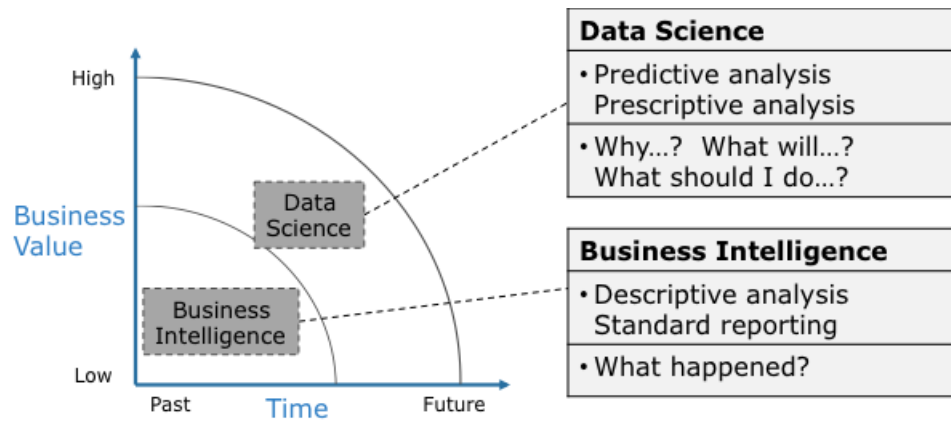 High
Business
Value
Low
Past
Time
Future
Data
Science
Business
Intelligence
Data Science
• Predictive analysis
Prescriptive analysis
• Why...? What will...?
What should I do...?
Business Intelligence
• Descriptive analysis
Standard reporting
• What happened?